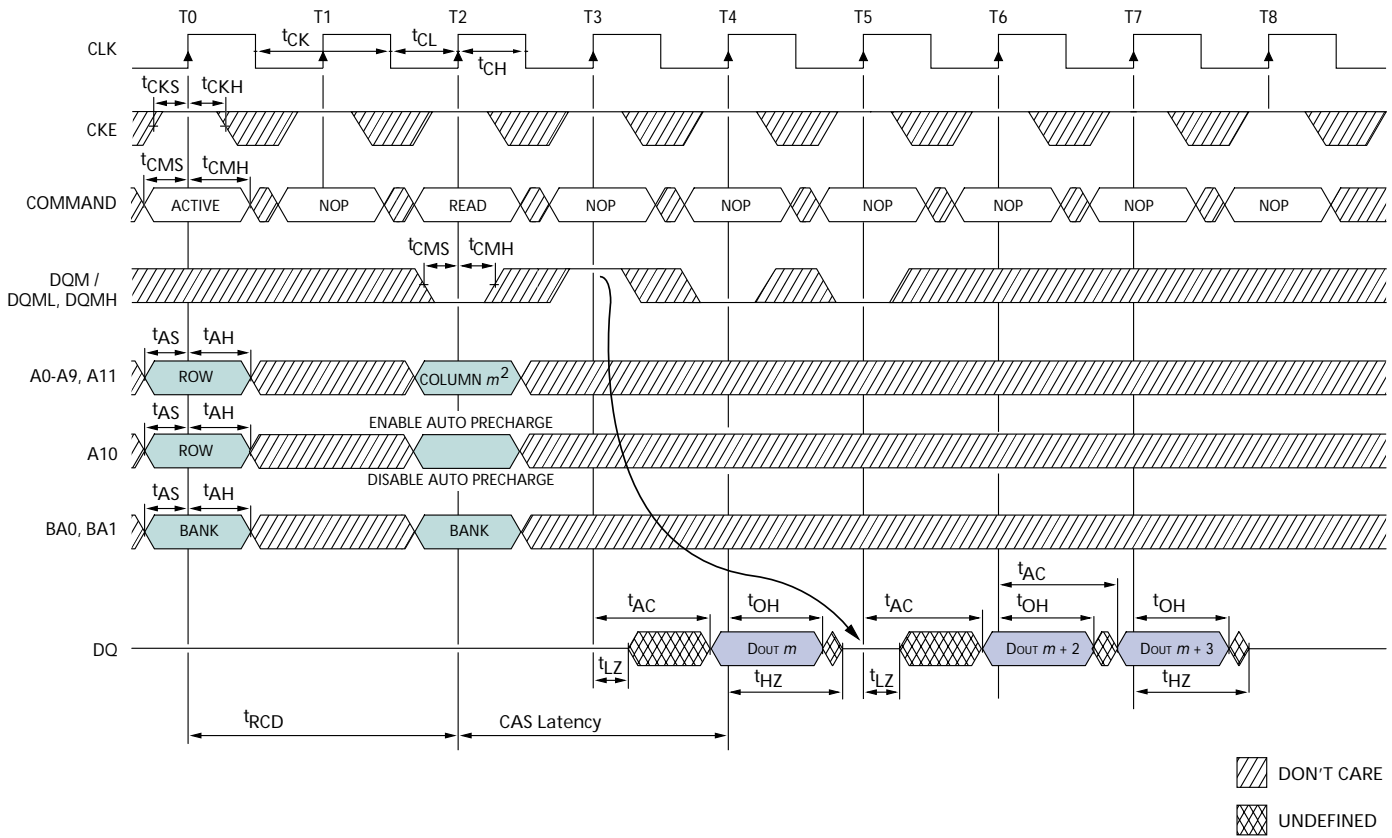 T0 T1 T2 T3 T4 T5 T6 T7 T8
CLK tCK tCL tCH
tCKS tCKH
CKE
tCMS tCMH
COMMAND ACTIVE NOP READ NOP NOP NOP NOP NOP NOP
tCMS tCMH
DQM /
DQML, DQMH
tAS tAH
A0-A9, A11 ROW COLUMN m2
tAS tAH ENABLE AUTO PRECHARGE
A10 ROW
DISABLE AUTO PRECHARGE
tAS tAH
BA0, BA1 BANK BANK
tAC
tAC tOH tAC tOH tOH
DQ DOUT m DOUT m + 2 DOUT m + 3
tLZ tHZ tLZ tHZ
tRCD CAS Latency
DON'T CARE
UNDEFINED